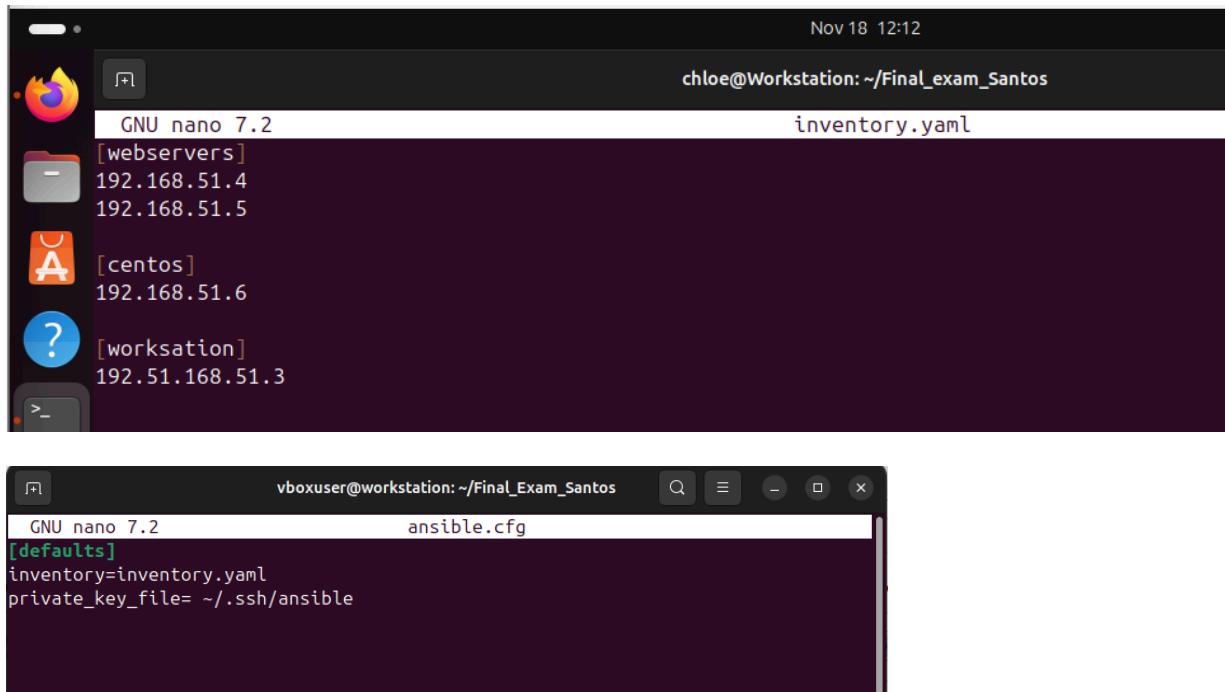 Nov 18 12:12
chloe@Workstation: ~/Final_exam_Santos
GNU nano 7.2 inventory.yaml
[webservers]
192.168.51.4
192.168.51.5
[centos]
192.168.51.6
[worksation]
192.51.168.51.3
vboxuser@workstation: ~/Final_Exam_Santos
GNU nano 7.2 ansible.cfg
[defaults]
inventory=inventory.yaml
private_key_file= ~/.ssh/ansible